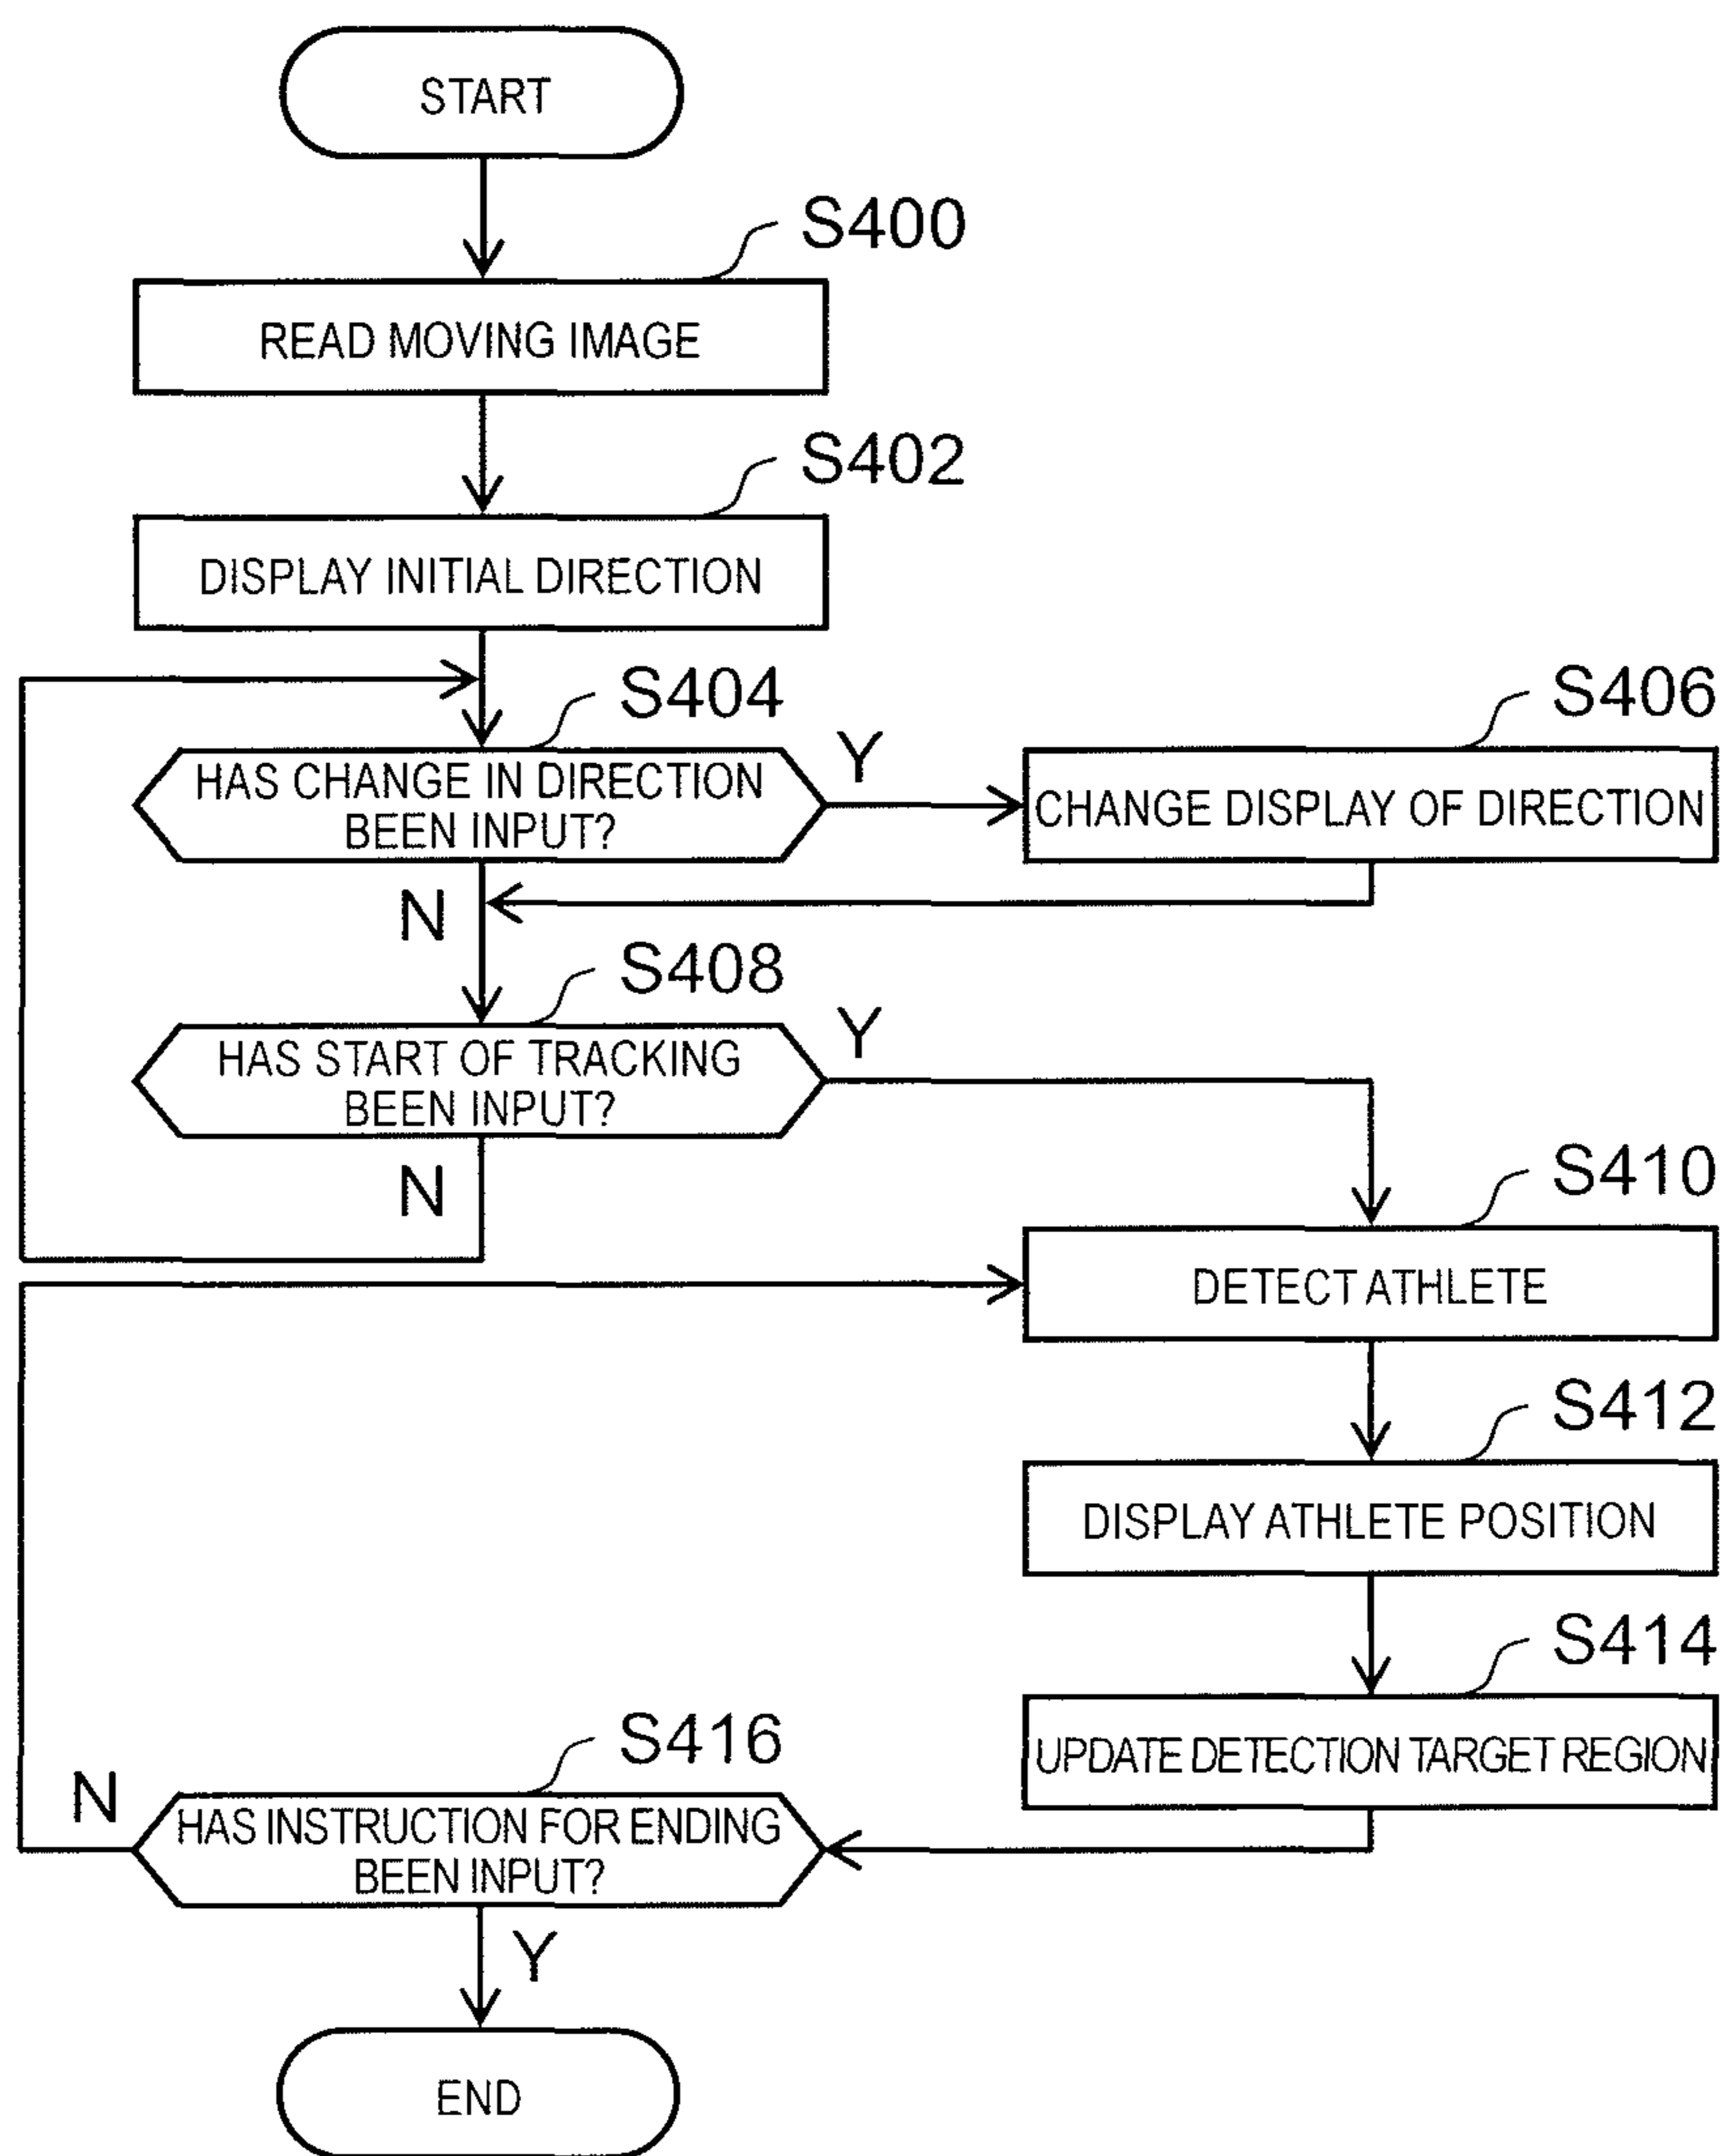 START
S400
READ MOVING IMAGE
S402
DISPLAY INITIAL DIRECTION
S404
HAS CHANGE IN DIRECTION
BEEN INPUT?
Y
N
S406
CHANGE DISPLAY OF DIRECTION
S408
HAS START OF TRACKING
BEEN INPUT?
Y
N
S410
DETECT ATHLETE
S412
DISPLAY ATHLETE POSITION
S414
UPDATE DETECTION TARGET REGION
S416
HAS INSTRUCTION FOR ENDING
BEEN INPUT?
N
Y
END